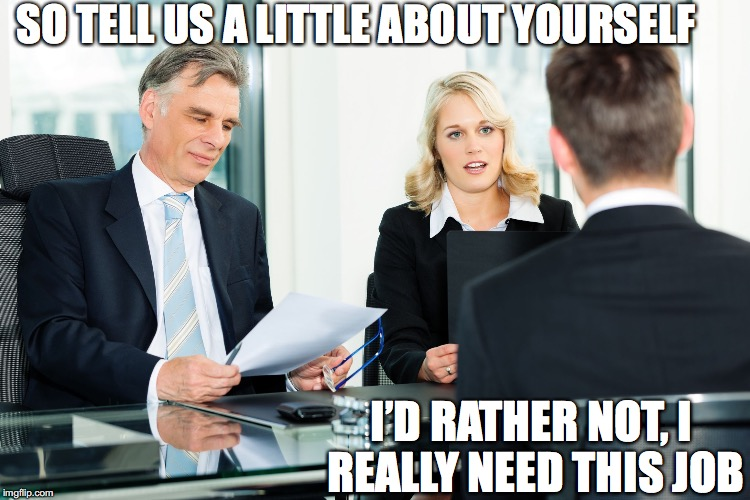 SO TELL US A LITTLE ABOUT YOURSELF
I'D RATHER NOT, I
REALLY NEED THIS JOB
imgflip.com